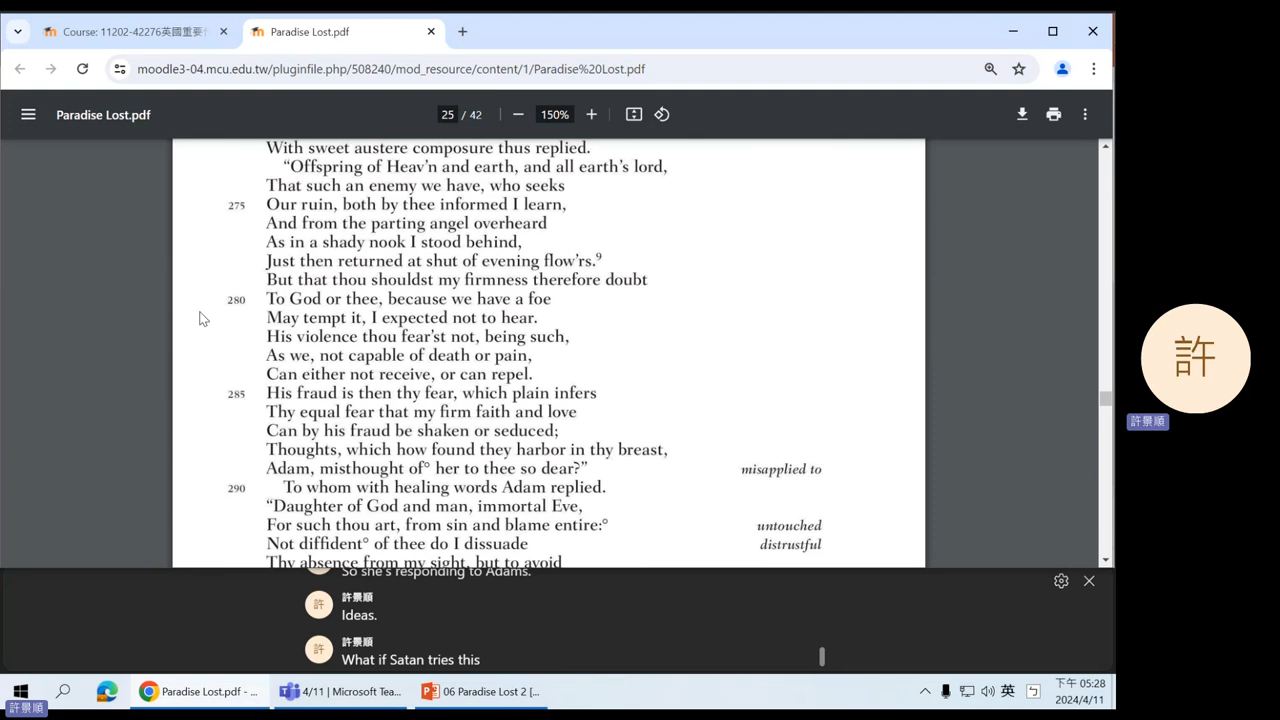 Course: 11202-42276英國重要
Paradise Lost.pdf
moodle3-04.mcu.edu.tw/pluginfile.php/508240/mod_resource/content/1/Paradise%20Lost.pdf
Paradise Lost.pdf
25 / 42
150%
With sweet austere composure thus replied.
“Offspring of Heav’n and earth, and all earth’s lord,
That such an enemy we have, who seeks
275 Our ruin, both by thee informed I learn,
And from the parting angel overheard
As in a shady nook I stood behind,
Just then returned at shut of evening flow’rs.9
But that thou shouldst my firmness therefore doubt
280 To God or thee, because we have a foe
May tempt it, I expected not to hear.
His violence thou fear’st not, being such,
As we, not capable of death or pain,
Can either not receive, or can repel.
285 His fraud is then thy fear, which plain infers
Thy equal fear that my firm faith and love
Can by his fraud be shaken or seduced;
Thoughts, which how found they harbor in thy breast,
Adam, misthought of° her to thee so dear?” misapplied to
290 To whom with healing words Adam replied.
“Daughter of God and man, immortal Eve,
For such thou art, from sin and blame entire:° untouched
Not diffident° of thee do I dissuade distrustful
Thy absence from my sight, but to avoid
許
許景順
So she's responding to Adams.
許
許景順
Ideas.
許
許景順
What if Satan tries this
Paradise Lost.pdf - ...
4/11 | Microsoft Tea...
06 Paradise Lost 2 [...
英
下午 05:28
2024/4/11
許景順